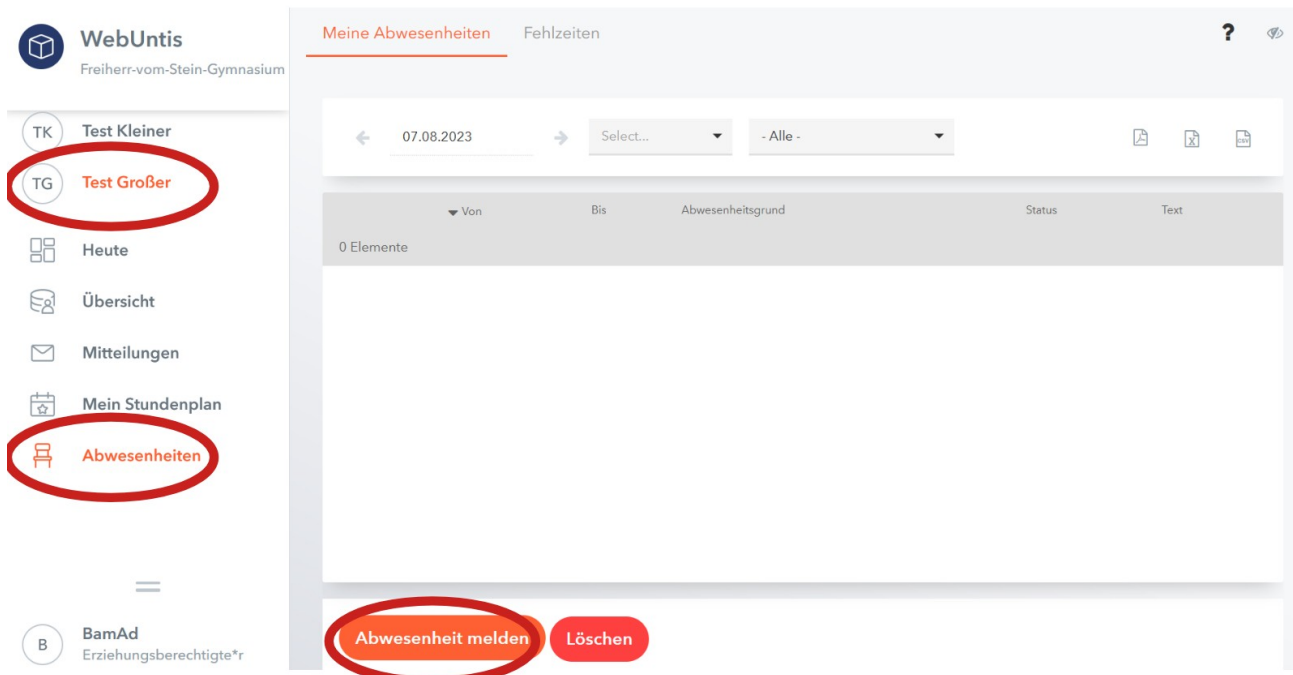 WebUntis
Freiherr-vom-Stein-Gymnasium
TK Test Kleiner
TG Test Großer
Heute
Übersicht
Mitteilungen
Mein Stundenplan
Abwesenheiten
B BamAd
Erziehungsberechtigte*r
Meine Abwesenheiten Fehlzeiten ?
07.08.2023 Select... - Alle - X CSV
Von Bis Abwesenheitsgrund Status Text
0 Elemente
Abwesenheit melden Löschen